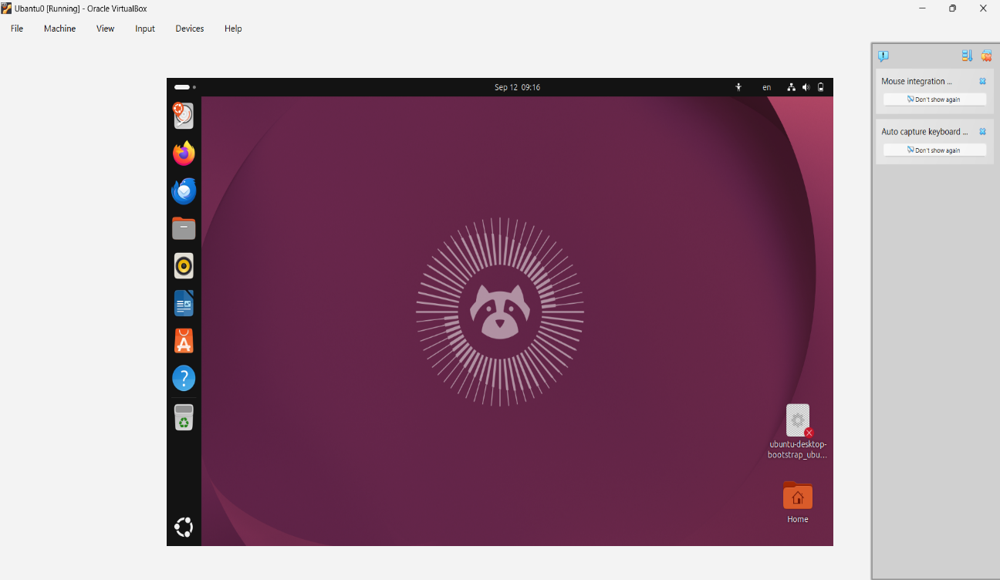 Ubantu0 [Running] - Oracle VirtualBox
File Machine View Input Devices Help
Sep 12 09:16
en
Mouse integration ...
Don't show again
Auto capture keyboard ...
Don't show again
ubuntu-desktop-
bootstrap_ubu...
Home